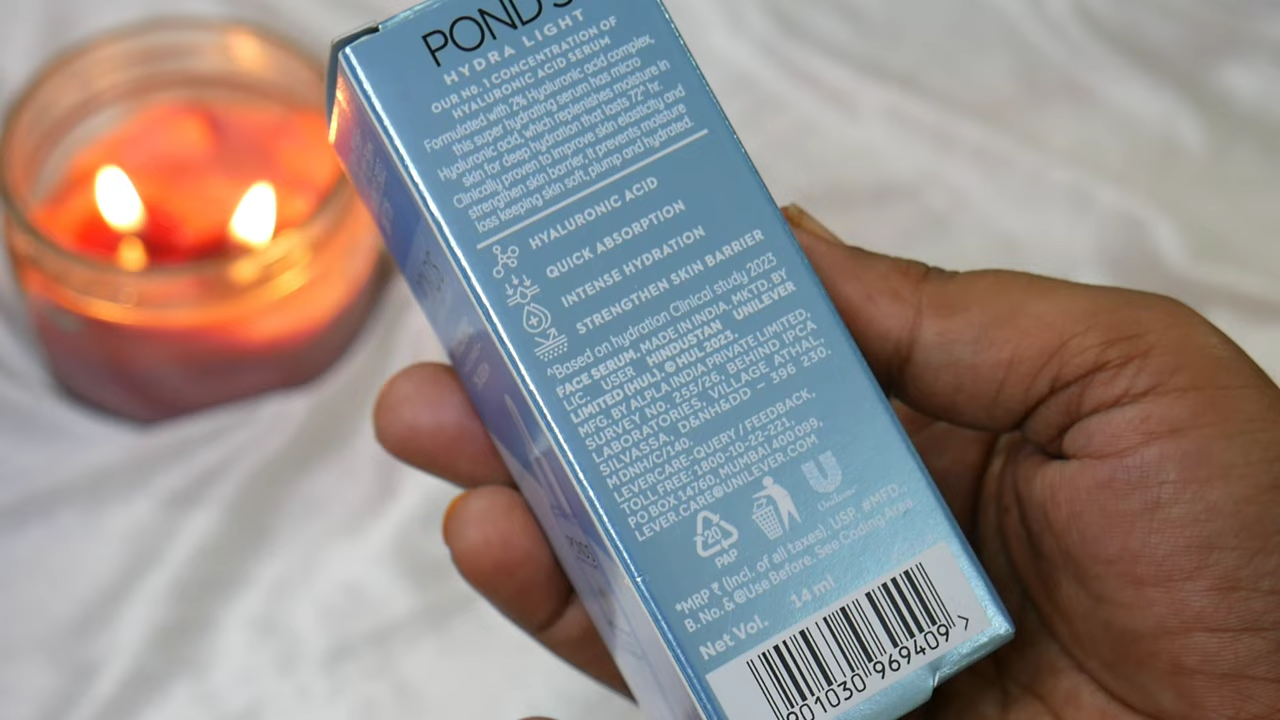 POND'S
HYDRA LIGHT
OUR No. 1 CONCENTRATION OF
HYALURONIC ACID SERUM
Formulated with 2% Hyaluronic acid complex,
this super hydrating serum has micro
Hyaluronic acid, which replenishes moisture in
skin for deep hydration that lasts 72^ hr.
Clinically proven to improve skin elasticity and
strengthen skin barrier, it prevents moisture
loss keeping skin soft, plump and hydrated.
HYALURONIC ACID
QUICK ABSORPTION
INTENSE HYDRATION
STRENGTHEN SKIN BARRIER
^Based on hydration Clinical study 2023
FACE SERUM. MADE IN INDIA. MKTD. BY
LIC. USER HINDUSTAN UNILEVER
LIMITED (HUL). © HUL 2023.
MFG. BY ALPLA INDIA PRIVATE LIMITED,
SURVEY No. 255/26, BEHIND IPCA
LABORATORIES, VILLAGE ATHAL,
SILVASSA, D&NH&DD – 396 230.
MDNH/C/140.
LEVERCARE-QUERY / FEEDBACK,
TOLL FREE: 1800-10-22-221,
PO BOX 14760, MUMBAI 400 099,
LEVER.CARE@UNILEVER.COM
20
PAP
Unilever
*MRP ₹ (Incl. of all taxes). USP, #MFD.,
B. No. & @Use Before. See Coding Area
Net Vol. 14 ml
901030 969409 >
POND'S